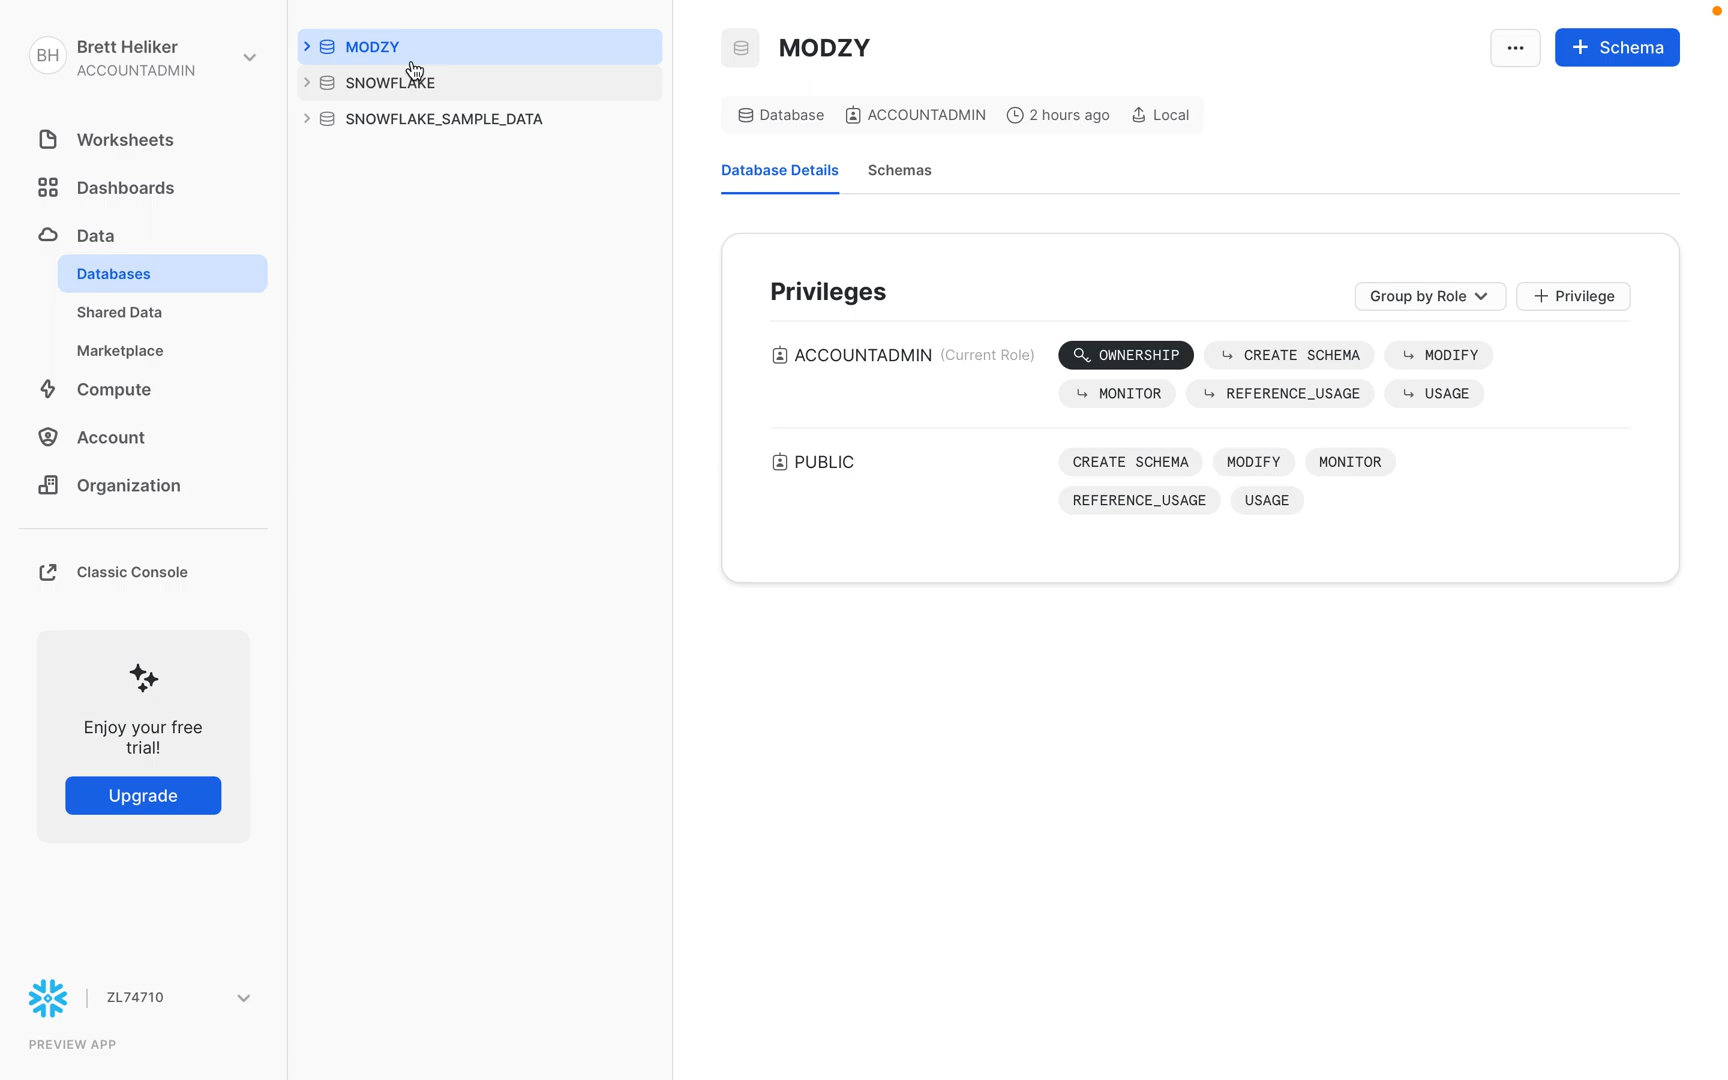 BH
Brett Heliker
ACCOUNTADMIN
Worksheets
Dashboards
Data
Databases
Shared Data
Marketplace
Compute
Account
Organization
Classic Console
Enjoy your free
trial!
Upgrade
ZL74710
PREVIEW APP
MODZY
SNOWFLAKE
SNOWFLAKE_SAMPLE_DATA
MODZY
... + Schema
Database ACCOUNTADMIN 2 hours ago Local
Database Details Schemas
Privileges
Group by Role + Privilege
ACCOUNTADMIN (Current Role) OWNERSHIP ↳ CREATE SCHEMA ↳ MODIFY
↳ MONITOR ↳ REFERENCE_USAGE ↳ USAGE
PUBLIC CREATE SCHEMA MODIFY MONITOR
REFERENCE_USAGE USAGE